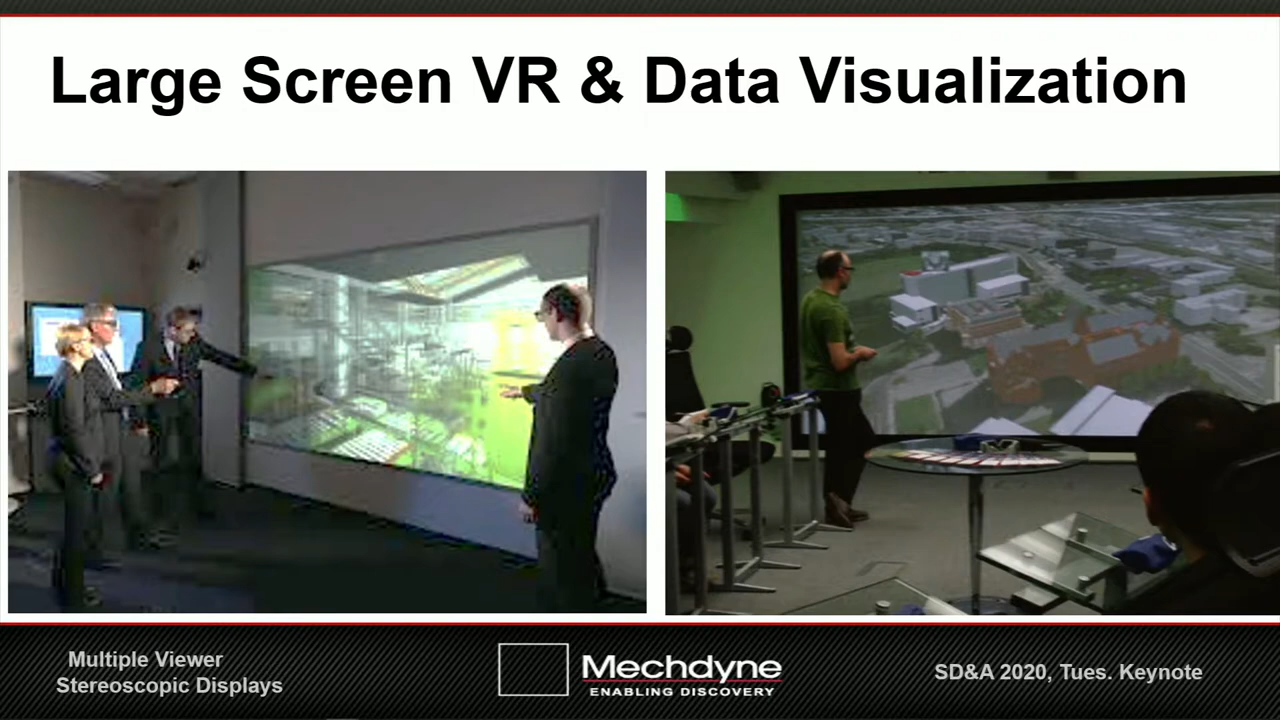 Large Screen VR & Data Visualization
Multiple Viewer
Stereoscopic Displays
Mechdyne
ENABLING DISCOVERY
SD&A 2020, Tues. Keynote